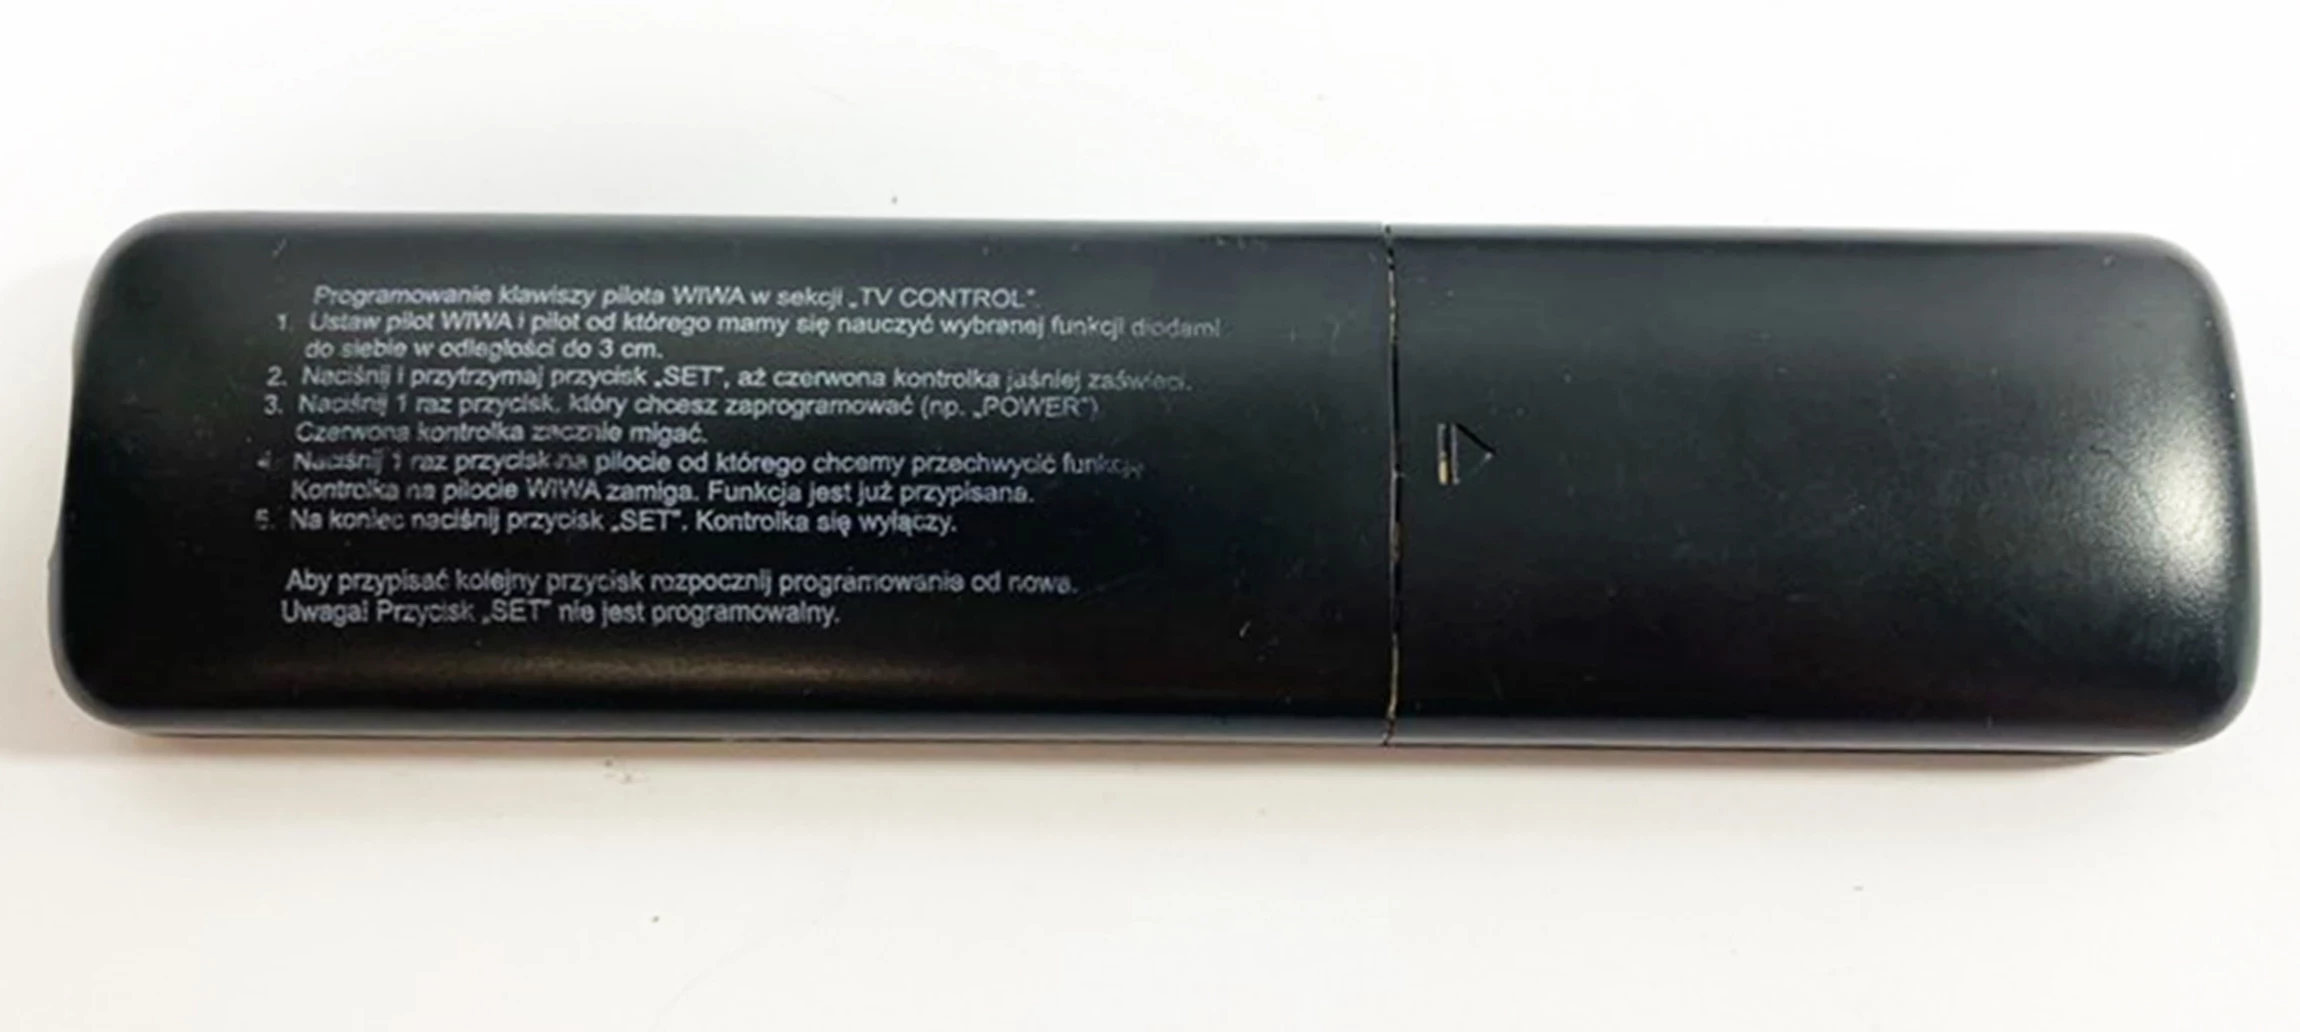 Programowanie klawiszy pilota WIWA w sekcji „TV CONTROL”
1. Ustaw pilot WIWA i pilot od którego mamy się nauczyć wybranej funkcji diodami
do siebie w odległości do 3 cm.
2. Naciśnij i przytrzymaj przycisk „SET”, aż czerwona kontrolka jaśniej zaświeci.
3. Naciśnij 1 raz przycisk, który chcesz zaprogramować (np. „POWER”)
Czerwona kontrolka zacznie migać.
4. Naciśnij 1 raz przycisk na pilocie od którego chcemy przechwycić funkcję
Kontrolka na pilocie WIWA zamiga. Funkcja jest już przypisana.
5. Na koniec naciśnij przycisk „SET”. Kontrolka się wyłączy.
Aby przypisać kolejny przycisk rozpocznij programowanie od nowa.
Uwaga! Przycisk „SET” nie jest programowalny.